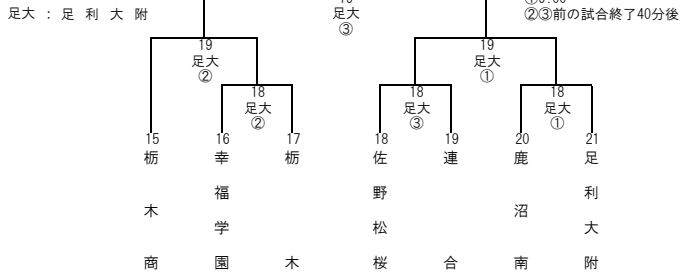 足大 : 足 利 大 附
足大
③
②③前の試合終了40分後
19
足大
②
19
足大
①
18
足大
②
18
足大
③
18
足大
①
15
16
17
18
19
20
21
栃木商
幸福学園
栃木
佐野松桜
連合
鹿沼南
足利大附